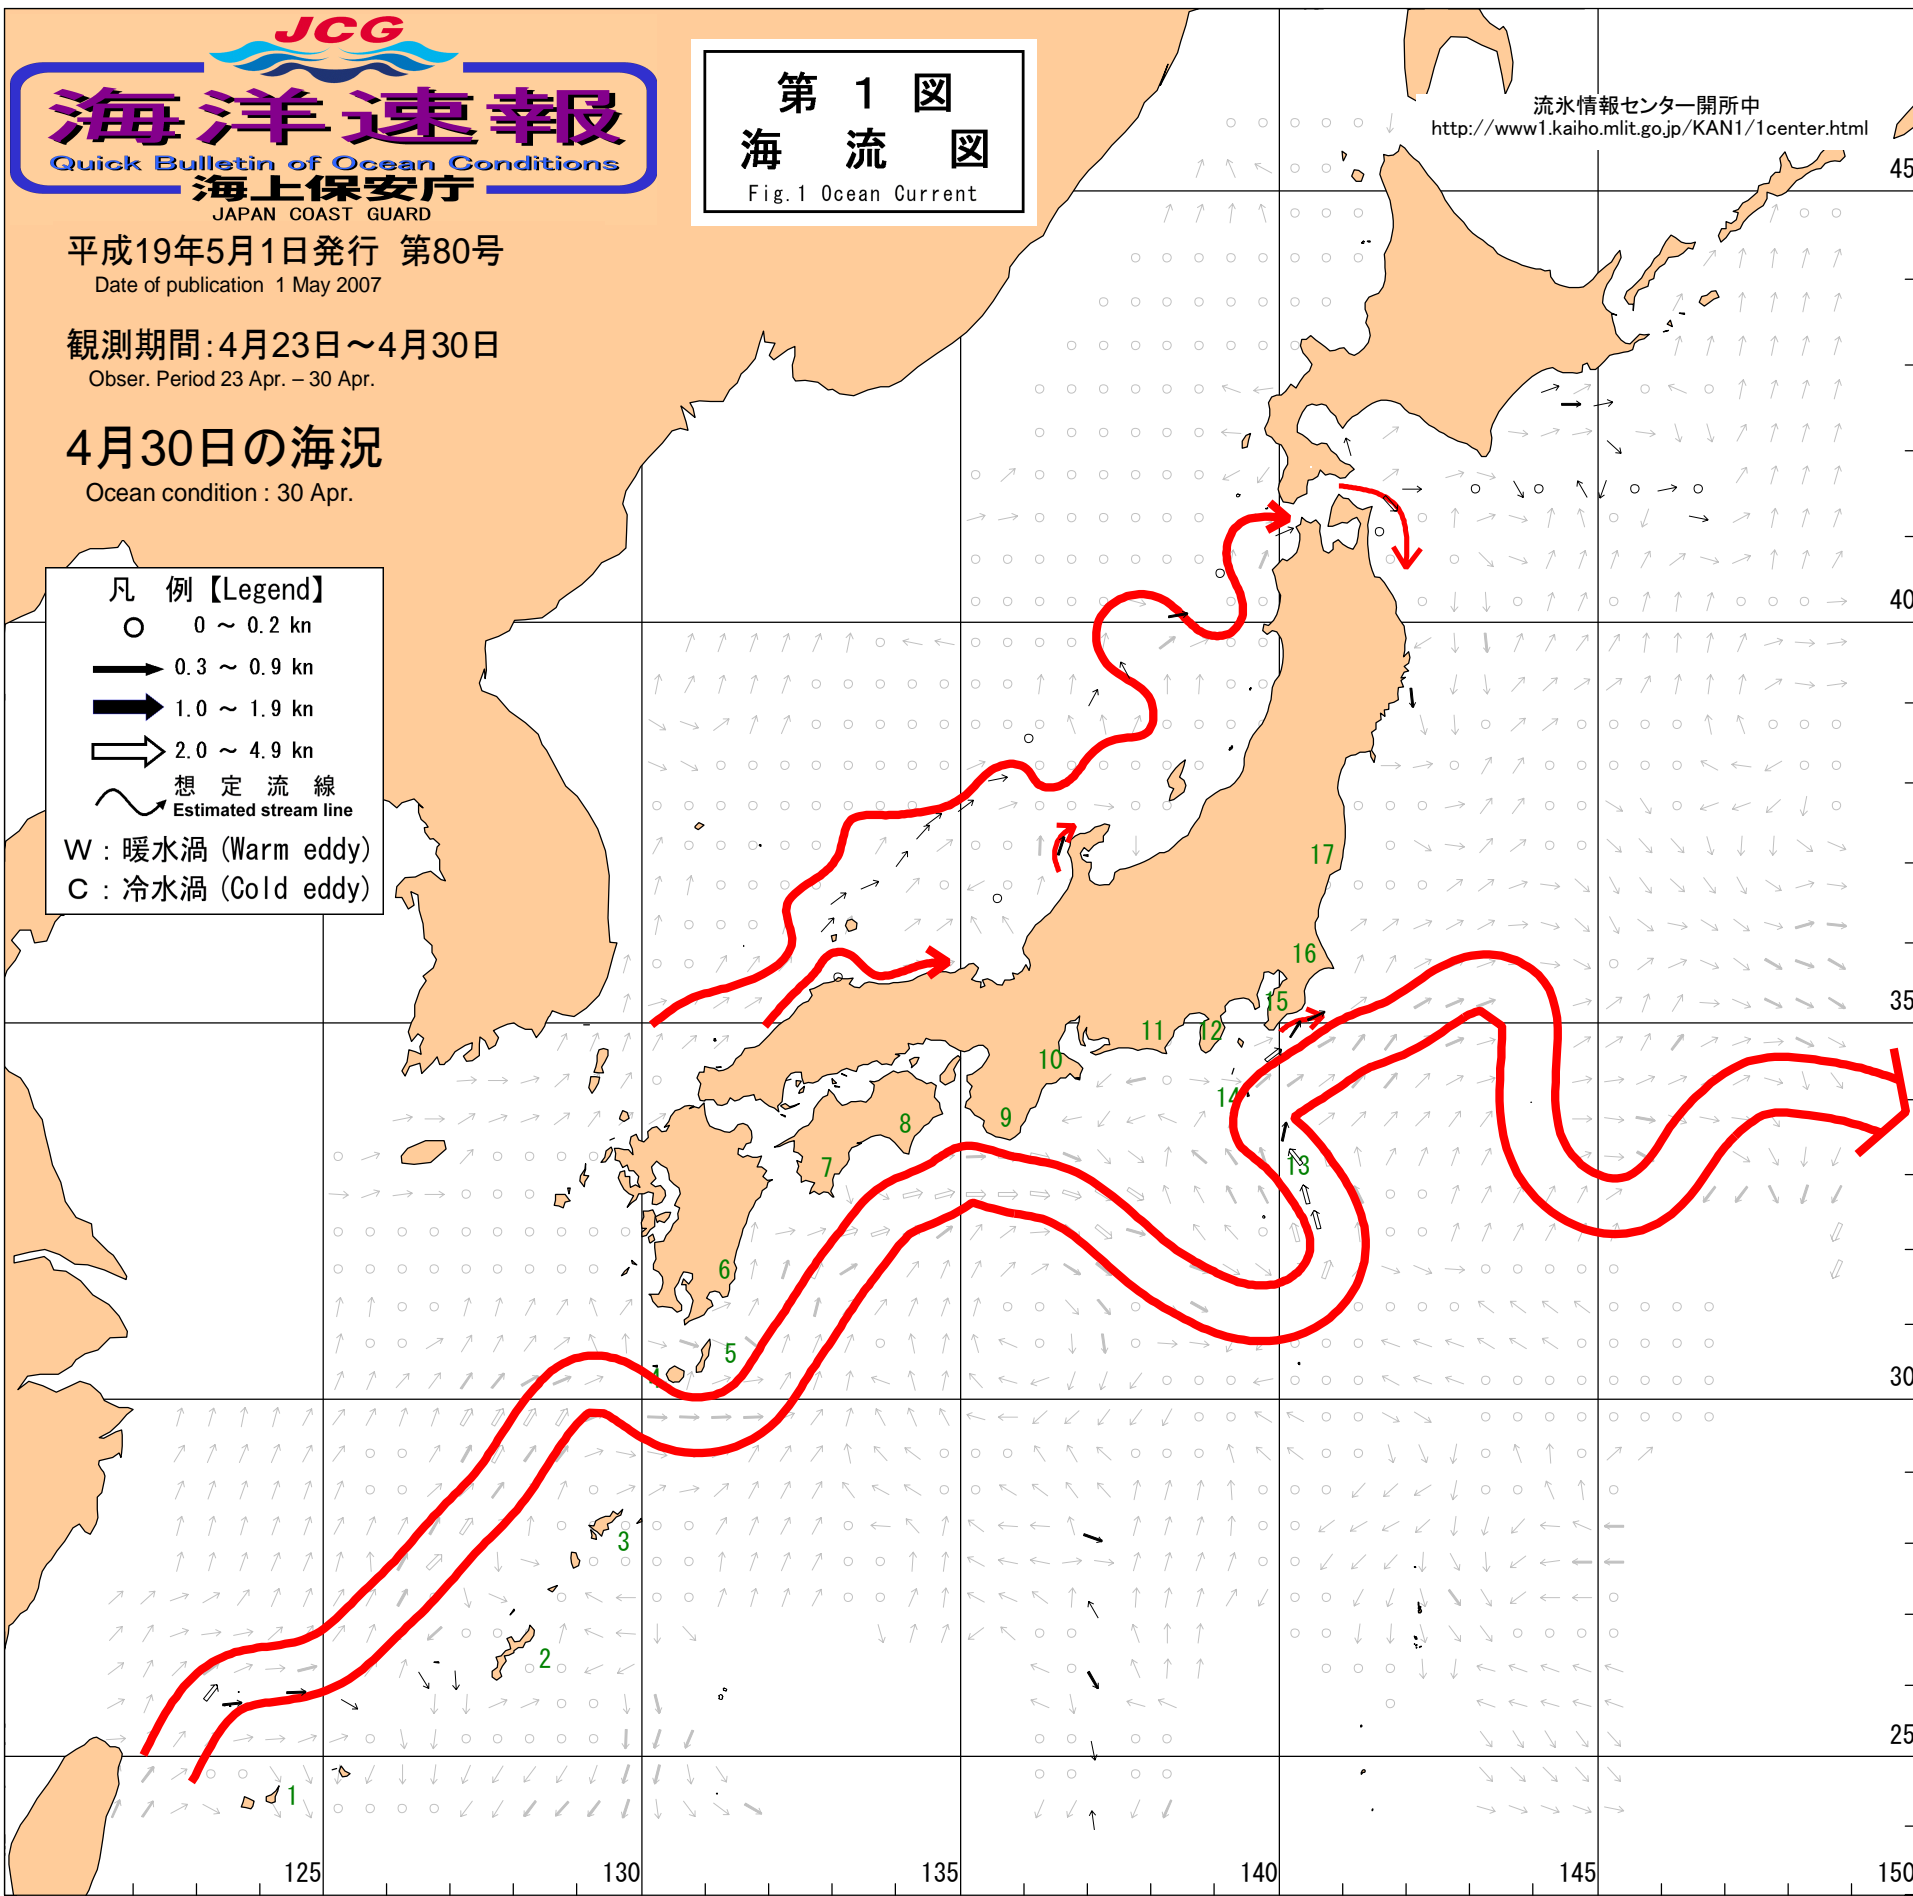 JCG
海洋速報
Quick Bulletin of Ocean Conditions
海上保安庁
JAPAN COAST GUARD
平成19年5月1日発行 第80号
Date of publication 1 May 2007
観測期間:4月23日～4月30日
Obser. Period 23 Apr. – 30 Apr.
4月30日の海況
Ocean condition : 30 Apr.
第 1 図
海 流 図
Fig.1 Ocean Current
流氷情報センター開所中
http://www1.kaiho.mlit.go.jp/KAN1/1center.html
凡 例【Legend】
0 ～ 0.2 kn
0.3 ～ 0.9 kn
1.0 ～ 1.9 kn
2.0 ～ 4.9 kn
想 定 流 線
Estimated stream line
W : 暖水渦 (Warm eddy)
C : 冷水渦 (Cold eddy)
45
40
35
30
25
17
16
15
12
11
10
14
9
8
7
13
6
5
4
3
2
1
125
130
135
140
145
150